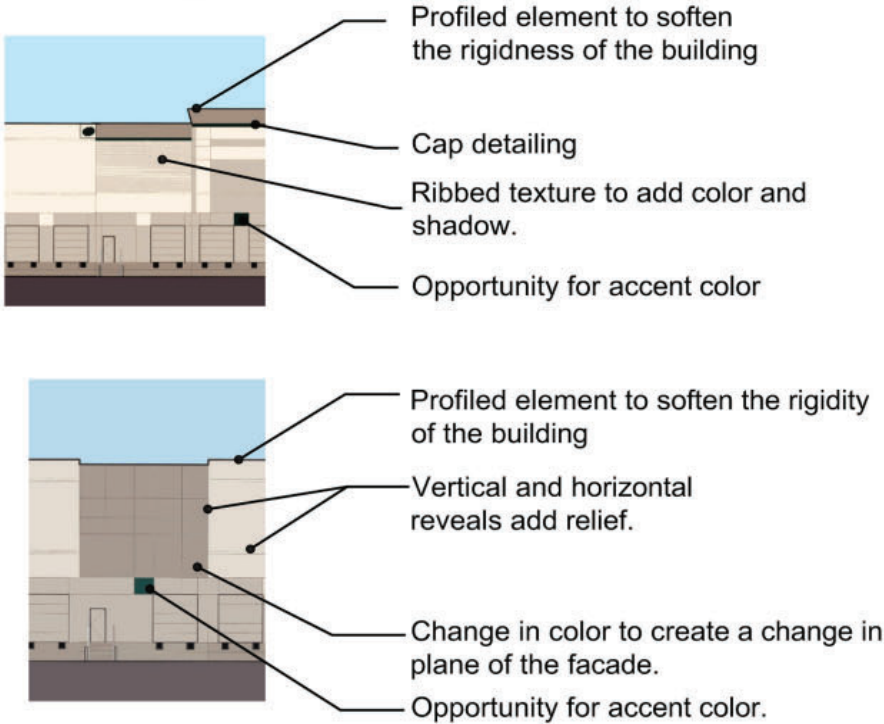 Profiled element to soften
the rigidness of the building
Cap detailing
Ribbed texture to add color and
shadow.
Opportunity for accent color
Profiled element to soften the rigidity
of the building
Vertical and horizontal
reveals add relief.
Change in color to create a change in
plane of the facade.
Opportunity for accent color.